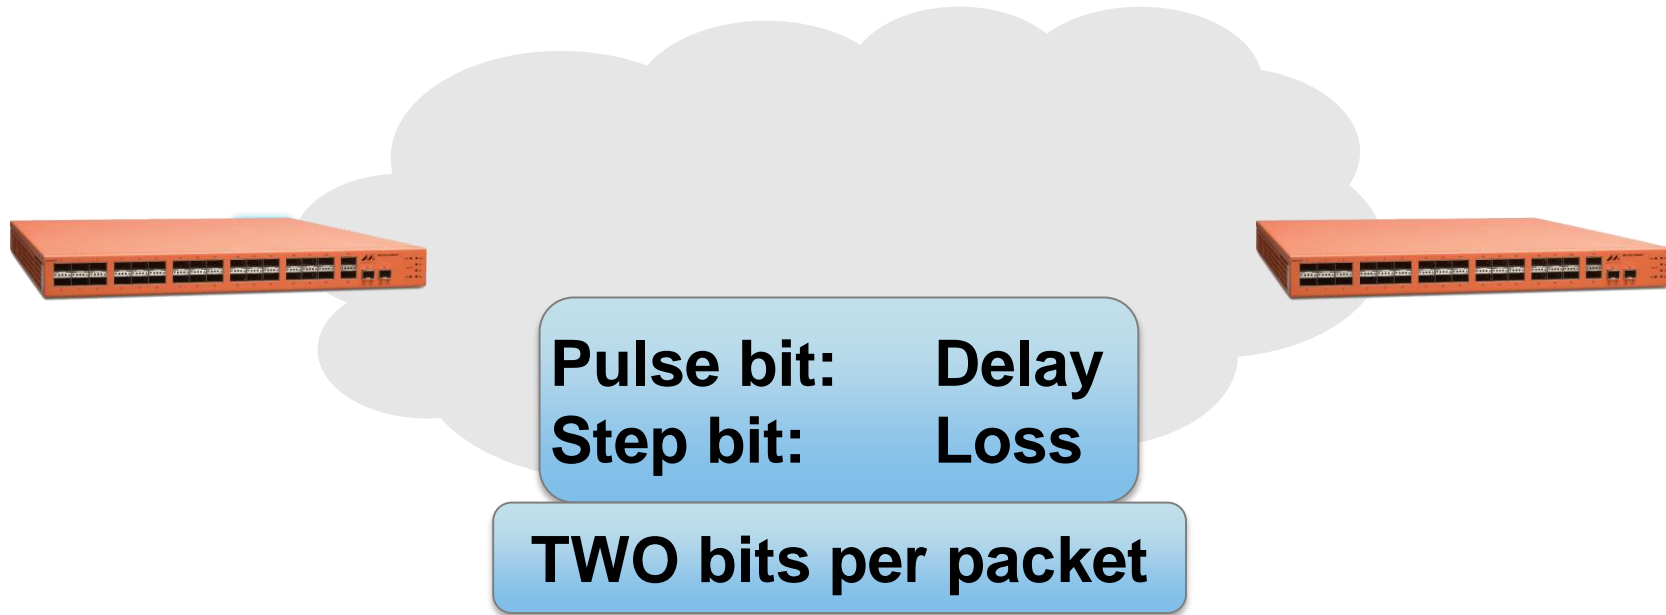 Pulse bit: Delay
Step bit: Loss
TWO bits per packet